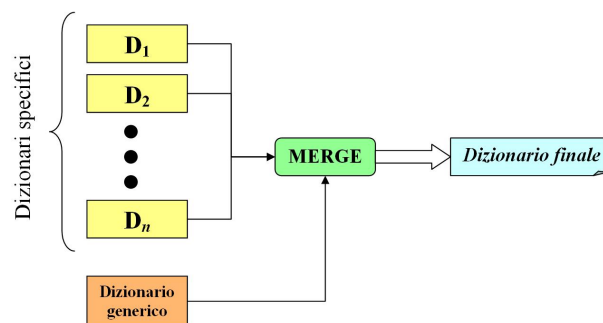 Dizionari specifici
D1
D2
Dn
MERGE
Dizionario finale
Dizionario
generico